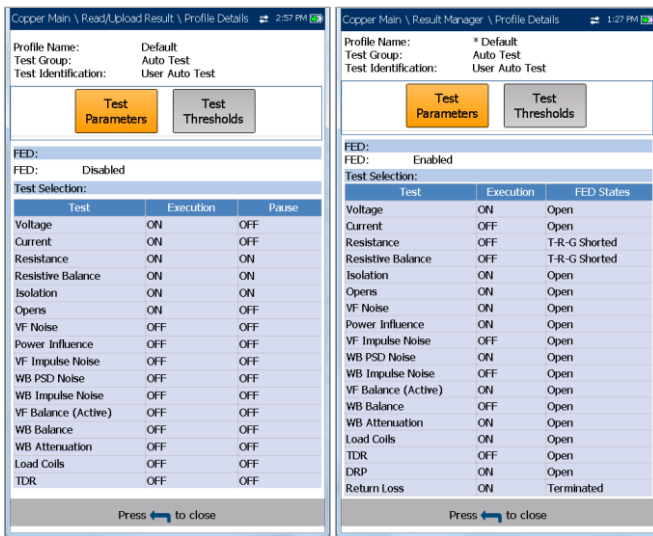 Copper Main \ Read/Upload Result \ Profile Details 2:57 PM
Profile Name: Default
Test Group: Auto Test
Test Identification: User Auto Test
Test Parameters
Test Thresholds
FED:
FED: Disabled
Test Selection:
Test Execution Pause
Voltage ON OFF
Current ON OFF
Resistance ON ON
Resistive Balance ON ON
Isolation ON ON
Opens ON OFF
VF Noise OFF OFF
Power Influence OFF OFF
VF Impulse Noise OFF OFF
WB PSD Noise OFF OFF
WB Impulse Noise OFF OFF
VF Balance (Active) OFF OFF
WB Balance OFF OFF
WB Attenuation OFF OFF
Load Coils OFF OFF
TDR OFF OFF
Press to close
Copper Main \ Result Manager \ Profile Details 1:27 PM
Profile Name: * Default
Test Group: Auto Test
Test Identification: User Auto Test
Test Parameters
Test Thresholds
FED:
FED: Enabled
Test Selection:
Test Execution FED States
Voltage ON Open
Current OFF Open
Resistance OFF T-R-G Shorted
Resistive Balance OFF T-R-G Shorted
Isolation ON Open
Opens ON Open
VF Noise ON Open
Power Influence ON Open
VF Impulse Noise OFF Open
WB PSD Noise ON Open
WB Impulse Noise OFF Open
VF Balance (Active) ON Open
WB Balance OFF Open
WB Attenuation ON Open
Load Coils ON Open
TDR OFF Open
DRP ON Open
Return Loss ON Terminated
Press to close